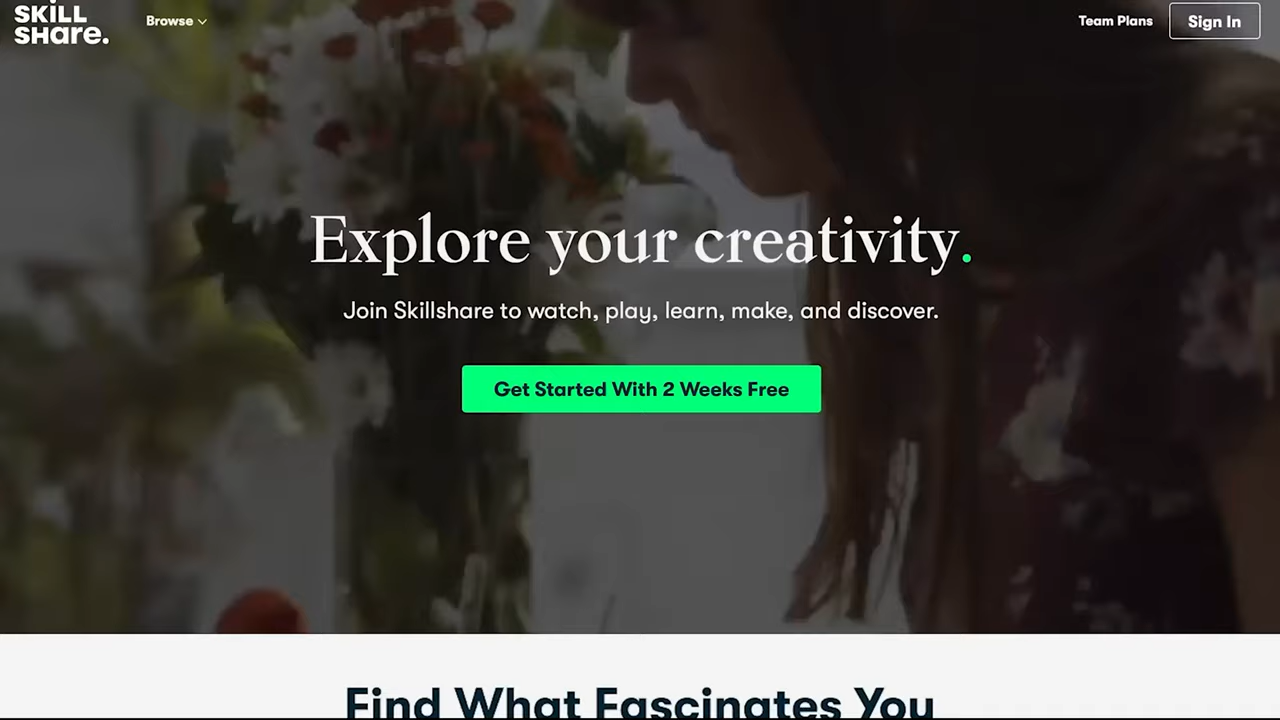 SKILL
SHare.
Browse
Team Plans
Sign In
Explore your creativity.
Join Skillshare to watch, play, learn, make, and discover.
Get Started With 2 Weeks Free
Find What Fascinates You